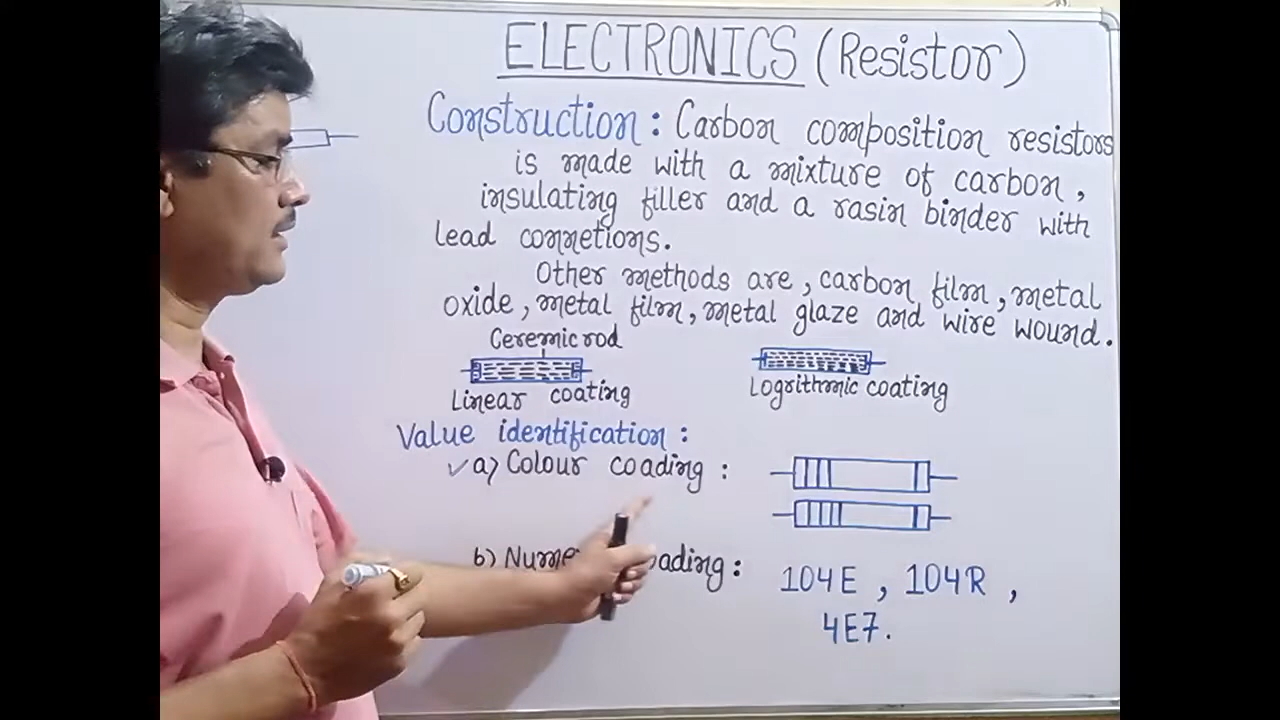 ELECTRONICS (Resistor)
Construction : Carbon composition resistors
is made with a mixture of carbon,
insulating filler and a rasin binder with
lead connetions.
Other methods are, carbon film, metal
oxide, metal film, metal glaze and wire wound.
Ceremic rod
Linear coating
Logrithmic coating
Value identification :
✓a) Colour coading :
b) Nume oading :
104E , 104R ,
4E7.